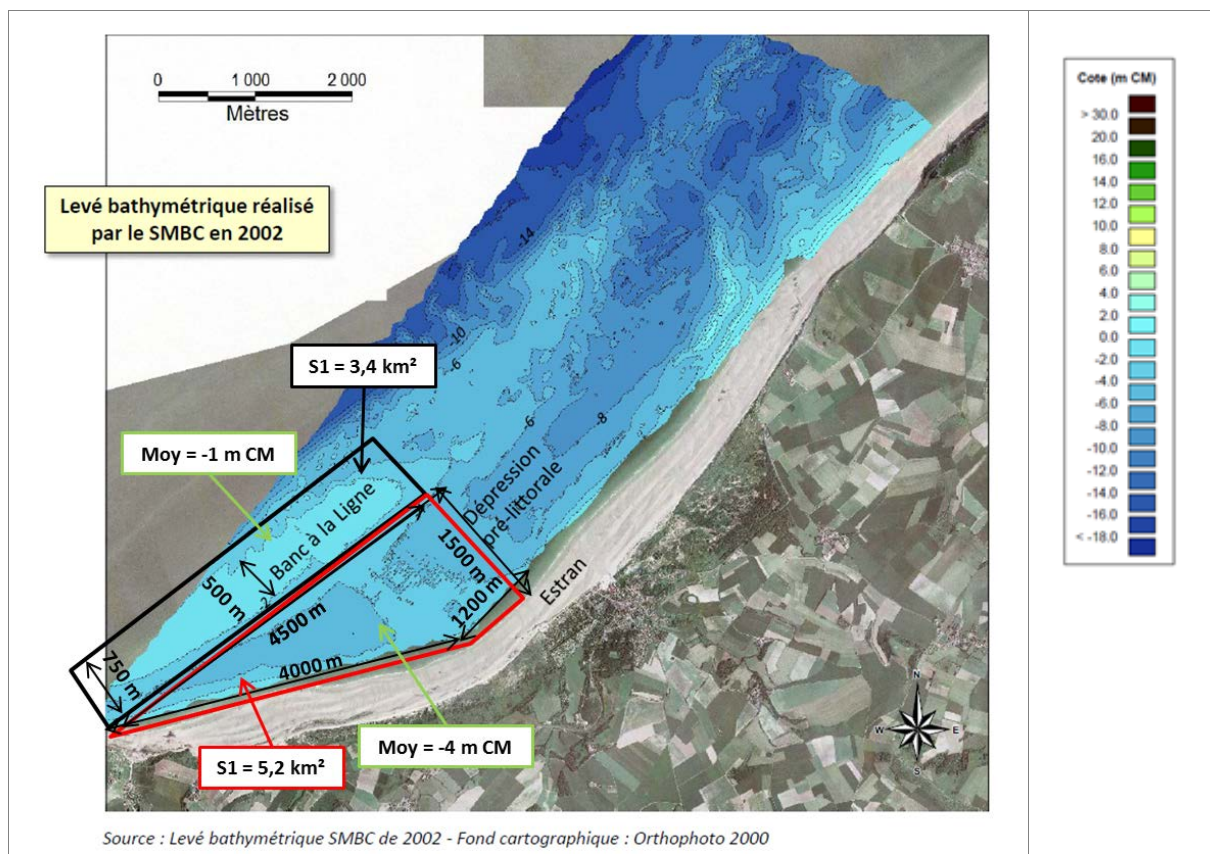 0 1 000 2 000
Mètres
Levé bathymétrique réalisé
par le SMBC en 2002
S1 = 3,4 km²
Moy = -1 m CM
-14
-10
-6
-6
-8
Banc à la Ligne
Dépression
pré-littorale
Estran
500 m
750 m
4500 m
4000 m
1500 m
1200 m
S1 = 5,2 km²
Moy = -4 m CM
N
W E
S
Cote (m CM)
> 30.0
20.0
16.0
14.0
12.0
10.0
8.0
6.0
4.0
2.0
0.0
-2.0
-4.0
-6.0
-8.0
-10.0
-12.0
-14.0
-16.0
< -18.0
Source : Levé bathymétrique SMBC de 2002 - Fond cartographique : Orthophoto 2000